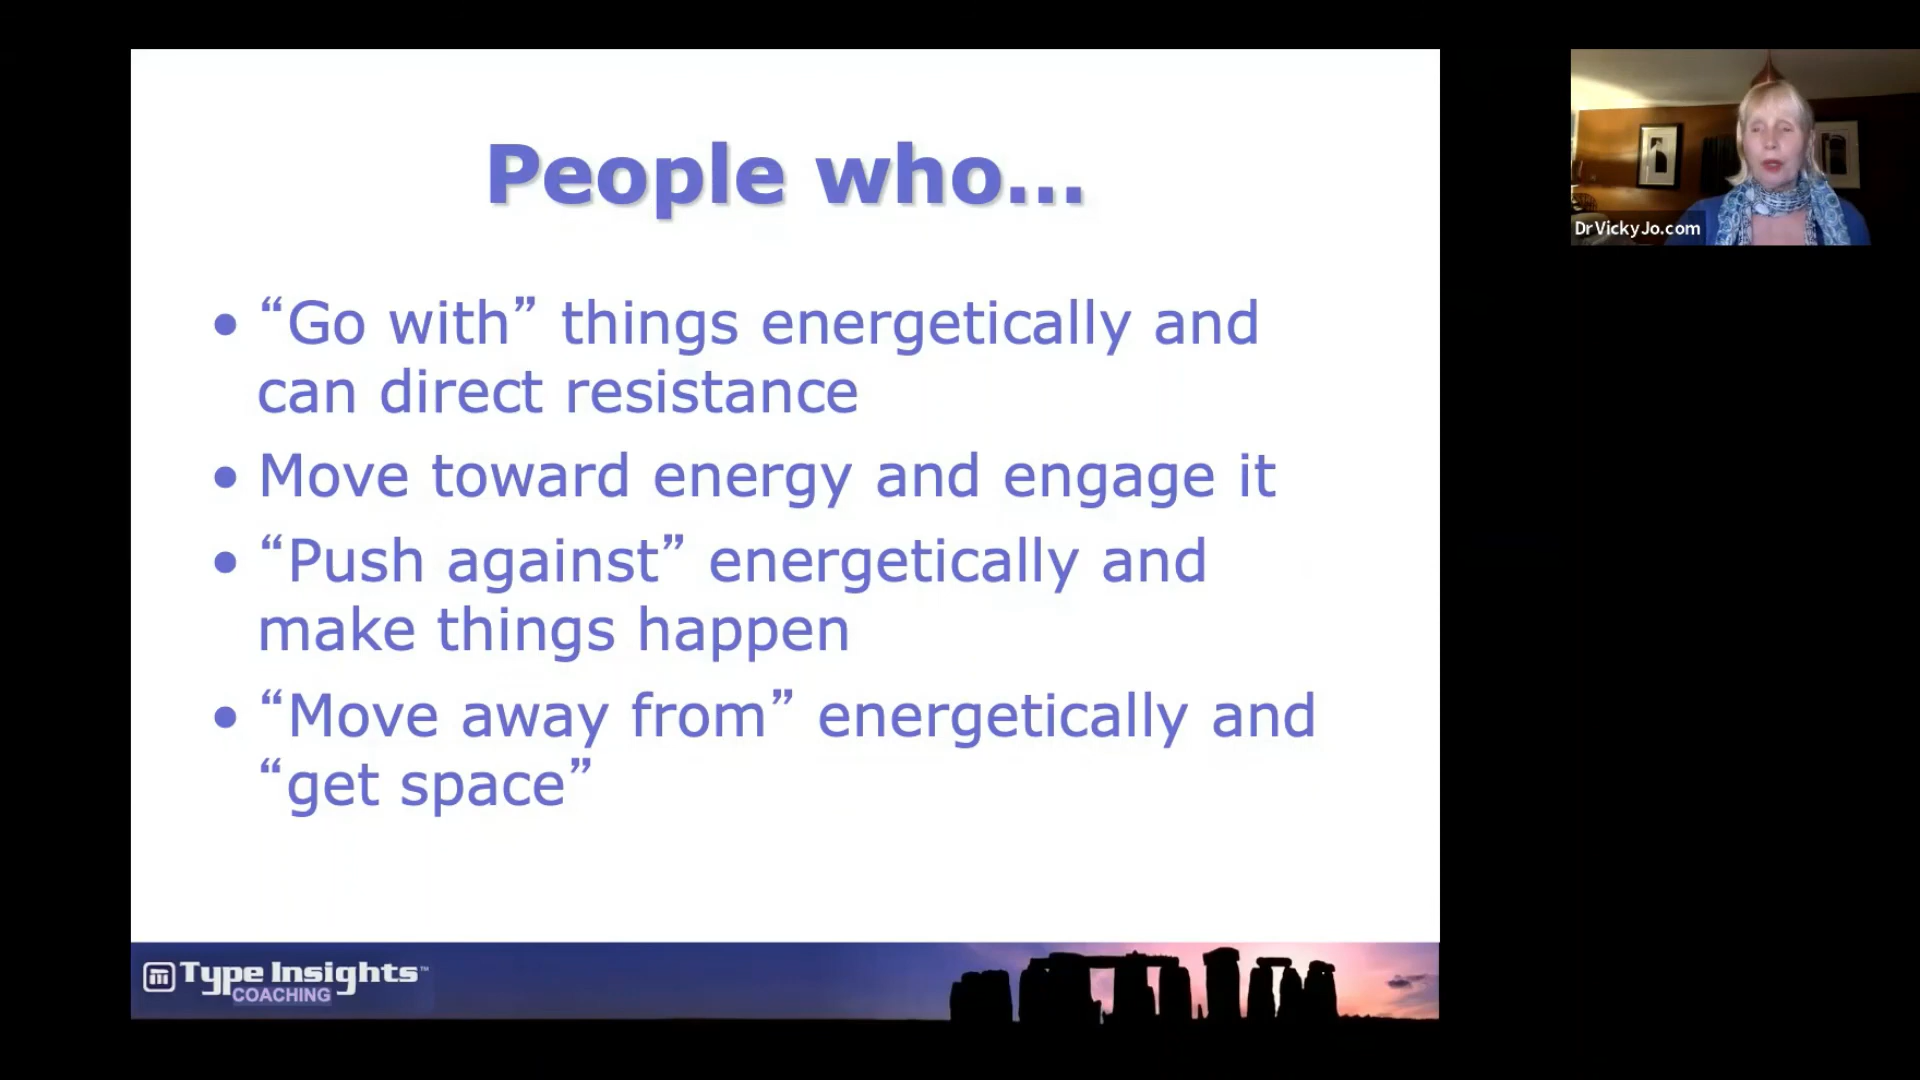 People who...
• “Go with” things energetically and
can direct resistance
• Move toward energy and engage it
• “Push against” energetically and
make things happen
• “Move away from” energetically and
“get space”
Type Insights™
COACHING
DrVickyJo.com